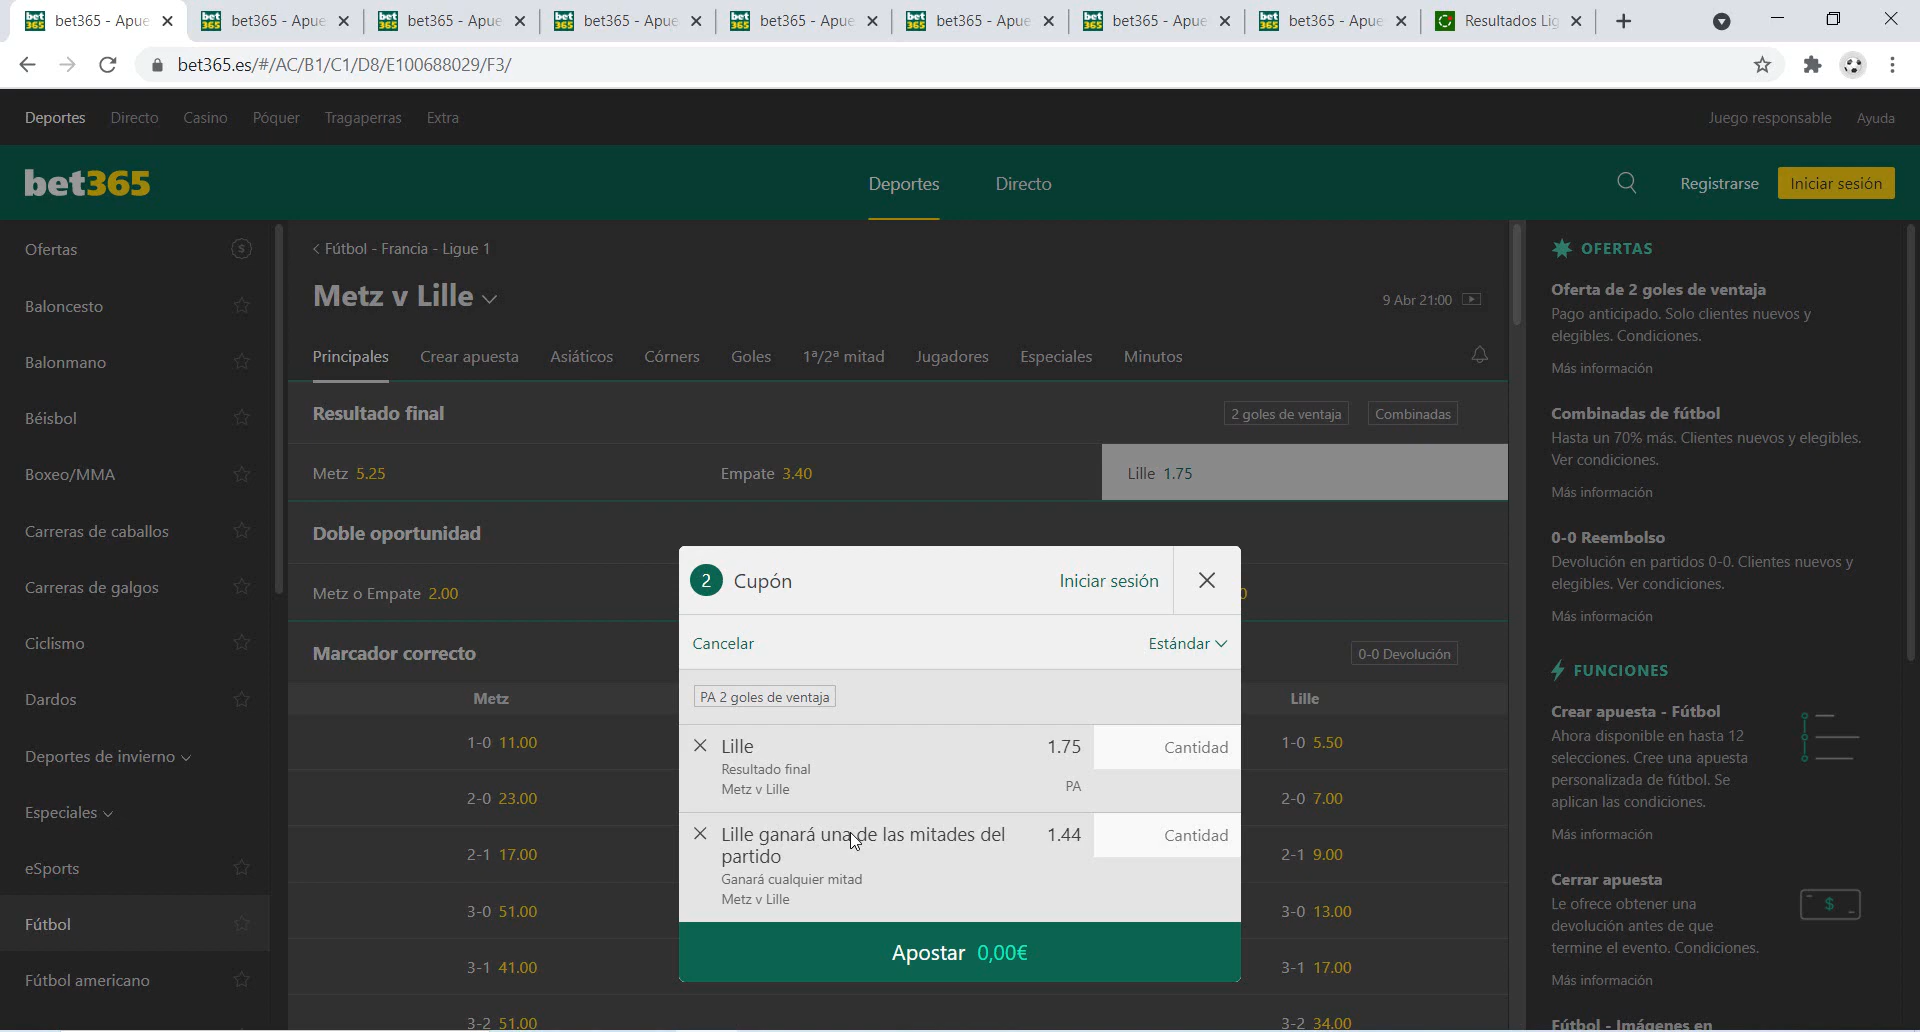 bet365 - Apue
bet365 - Apue
bet365 - Apue
bet365 - Apue
bet365 - Apue
bet365 - Apue
bet365 - Apue
bet365 - Apue
Resultados Lig
bet365.es/#/AC/B1/C1/D8/E100688029/F3/
Deportes Directo Casino Póquer Tragaperras Extra
Juego responsable Ayuda
bet365
Deportes Directo
Registrarse Iniciar sesión
Ofertas
Baloncesto
Balonmano
Béisbol
Boxeo/MMA
Carreras de caballos
Carreras de galgos
Ciclismo
Dardos
Deportes de invierno
Especiales
eSports
Fútbol
Fútbol americano
< Fútbol - Francia - Ligue 1
Metz v Lille
9 Abr 21:00
Principales Crear apuesta Asiáticos Córners Goles 1ª/2ª mitad Jugadores Especiales Minutos
Resultado final
2 goles de ventaja Combinadas
Metz 5.25 Empate 3.40 Lille 1.75
Doble oportunidad
Metz o Empate 2.00
Marcador correcto
0-0 Devolución
Metz Lille
1-0 11.00 1-0 5.50
2-0 23.00 2-0 7.00
2-1 17.00 2-1 9.00
3-0 51.00 3-0 13.00
3-1 41.00 3-1 17.00
3-2 51.00 3-2 34.00
2 Cupón Iniciar sesión
Cancelar Estándar
PA 2 goles de ventaja
Lille 1.75 Cantidad
Resultado final
Metz v Lille PA
Lille ganará una de las mitades del 1.44 Cantidad
partido
Ganará cualquier mitad
Metz v Lille
Apostar 0,00€
OFERTAS
Oferta de 2 goles de ventaja
Pago anticipado. Solo clientes nuevos y
elegibles. Condiciones.
Más información
Combinadas de fútbol
Hasta un 70% más. Clientes nuevos y elegibles.
Ver condiciones.
Más información
0-0 Reembolso
Devolución en partidos 0-0. Clientes nuevos y
elegibles. Ver condiciones.
Más información
FUNCIONES
Crear apuesta - Fútbol
Ahora disponible en hasta 12
selecciones. Cree una apuesta
personalizada de fútbol. Se
aplican las condiciones.
Más información
Cerrar apuesta
Le ofrece obtener una
devolución antes de que
termine el evento. Condiciones.
Más información
Fútbol - Imágenes en